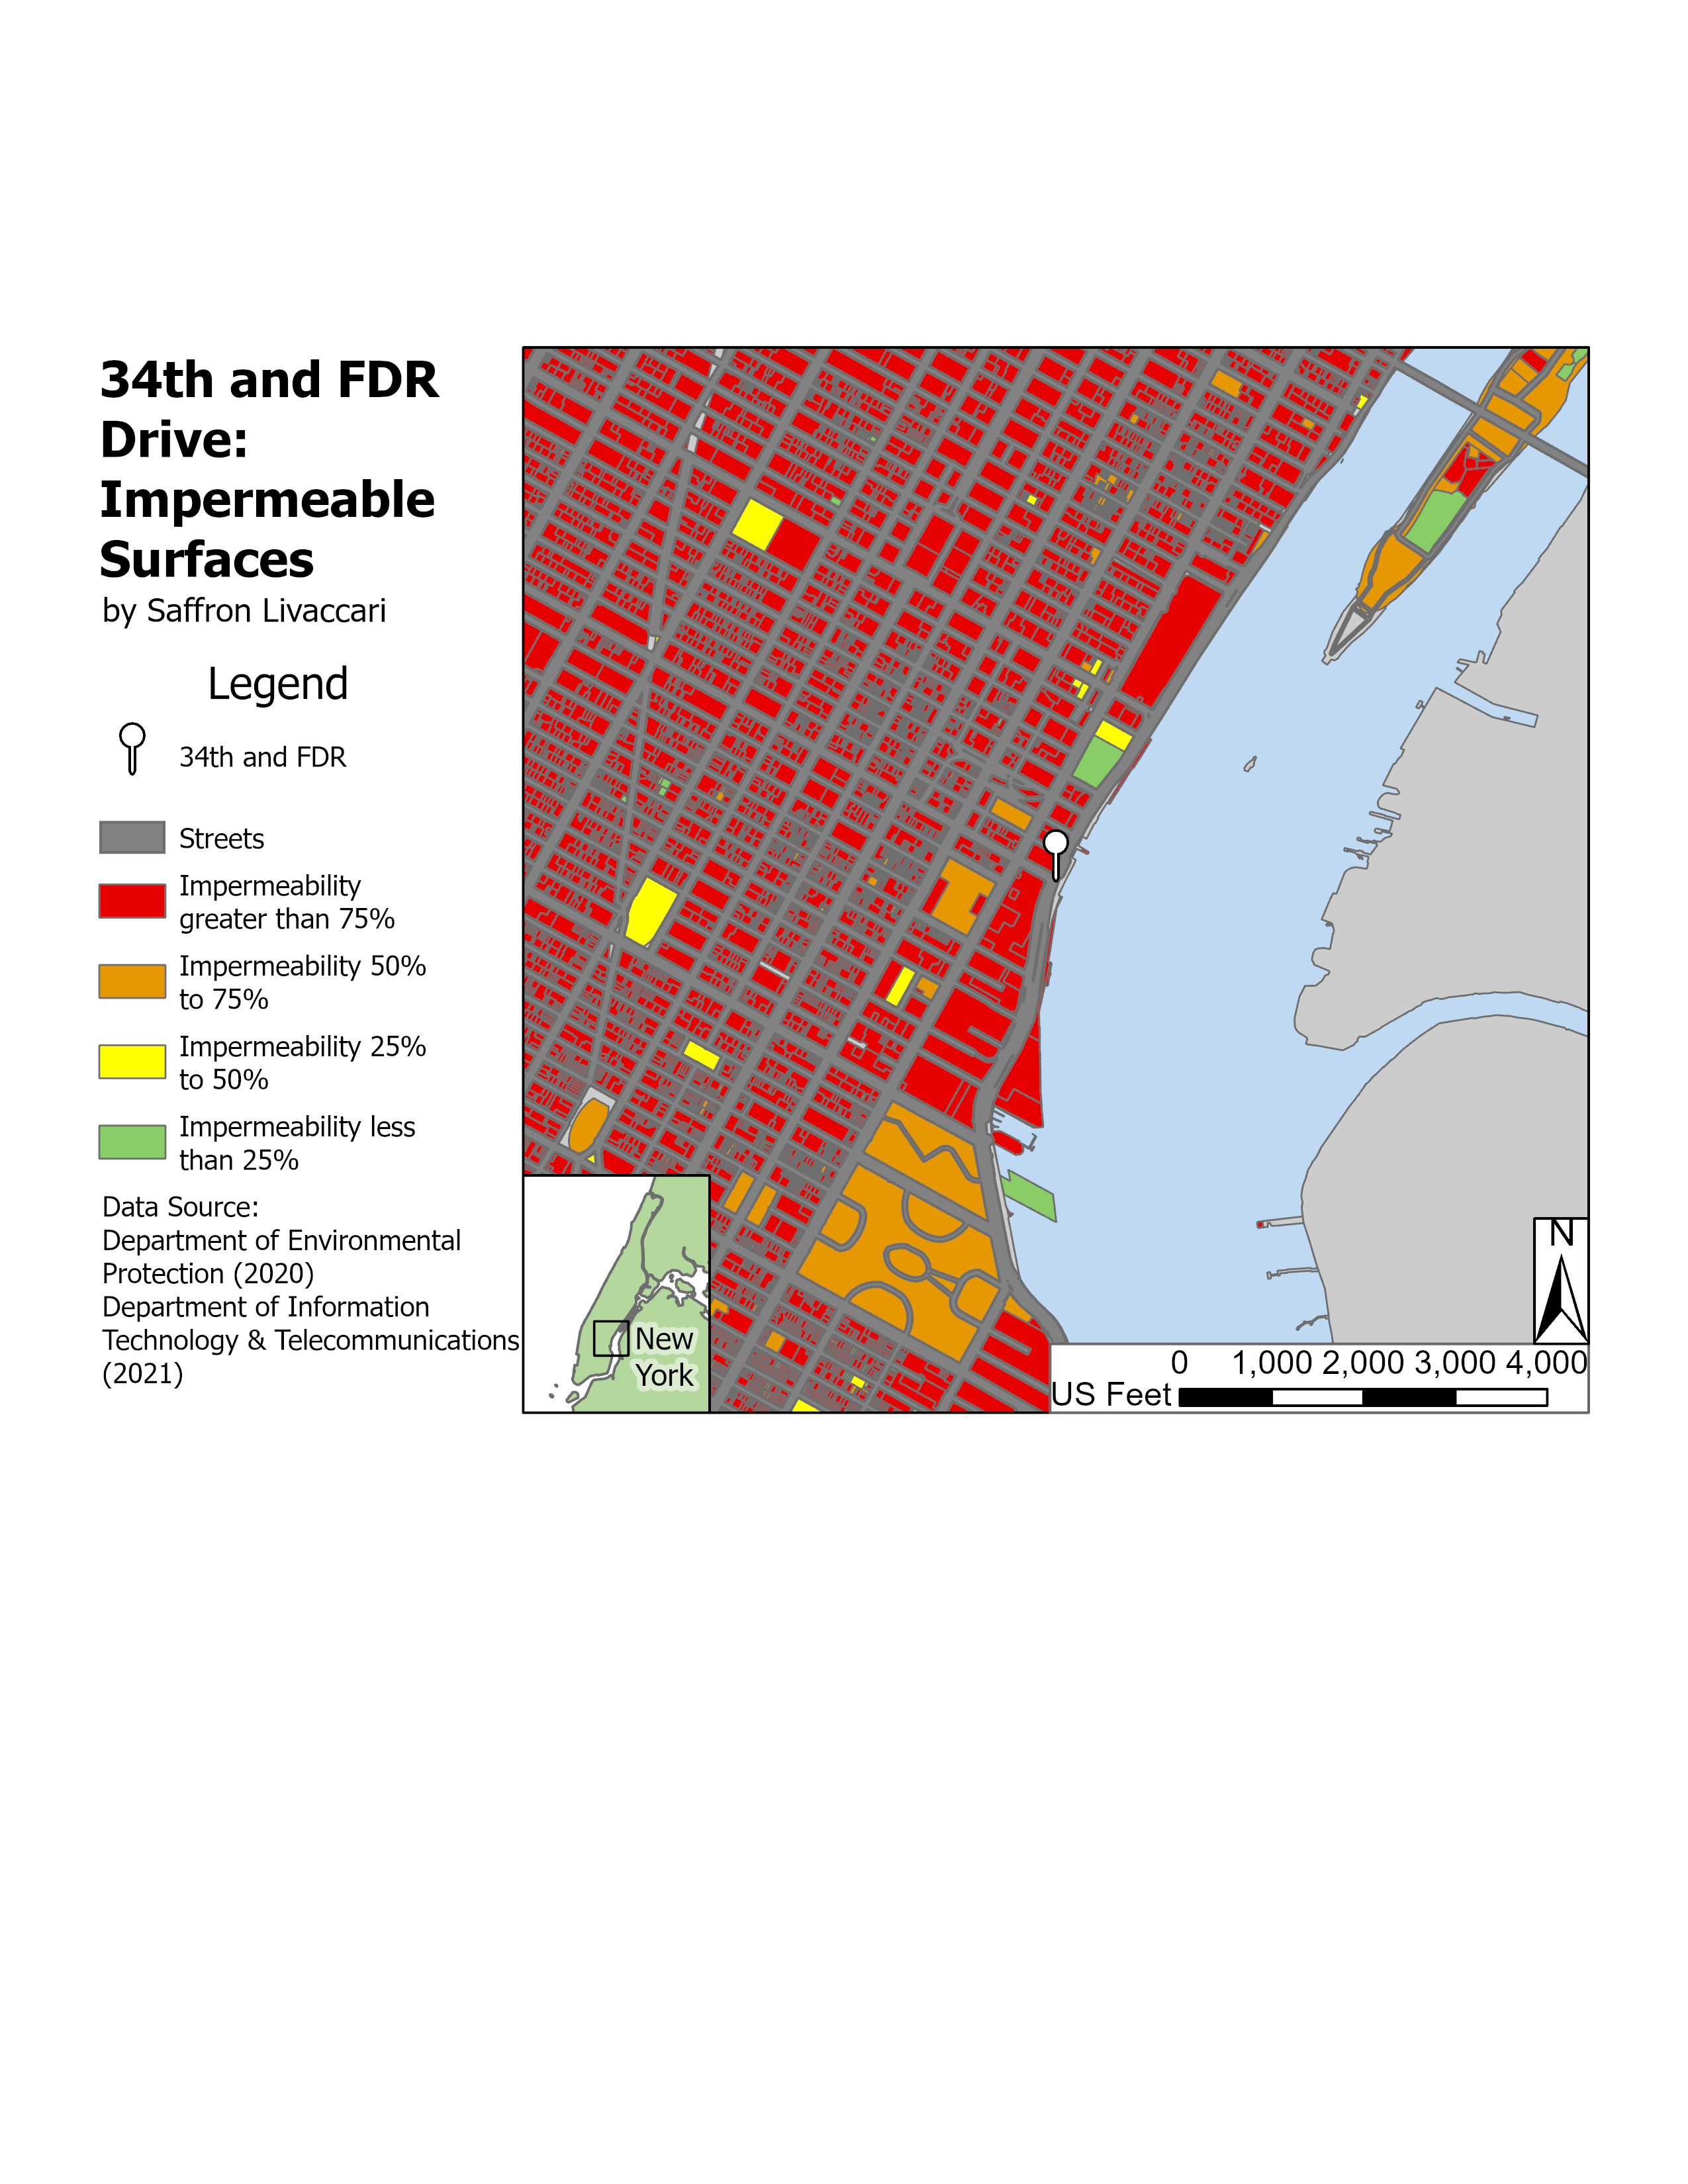 34th and FDR
Drive:
Impermeable
Surfaces
by Saffron Livaccari
Legend
34th and FDR
Streets
Impermeability
greater than 75%
Impermeability 50%
to 75%
Impermeability 25%
to 50%
Impermeability less
than 25%
Data Source:
Department of Environmental
Protection (2020)
Department of Information
Technology & Telecommunications
(2021)
New
York
N
0 1,000 2,000 3,000 4,000
US Feet